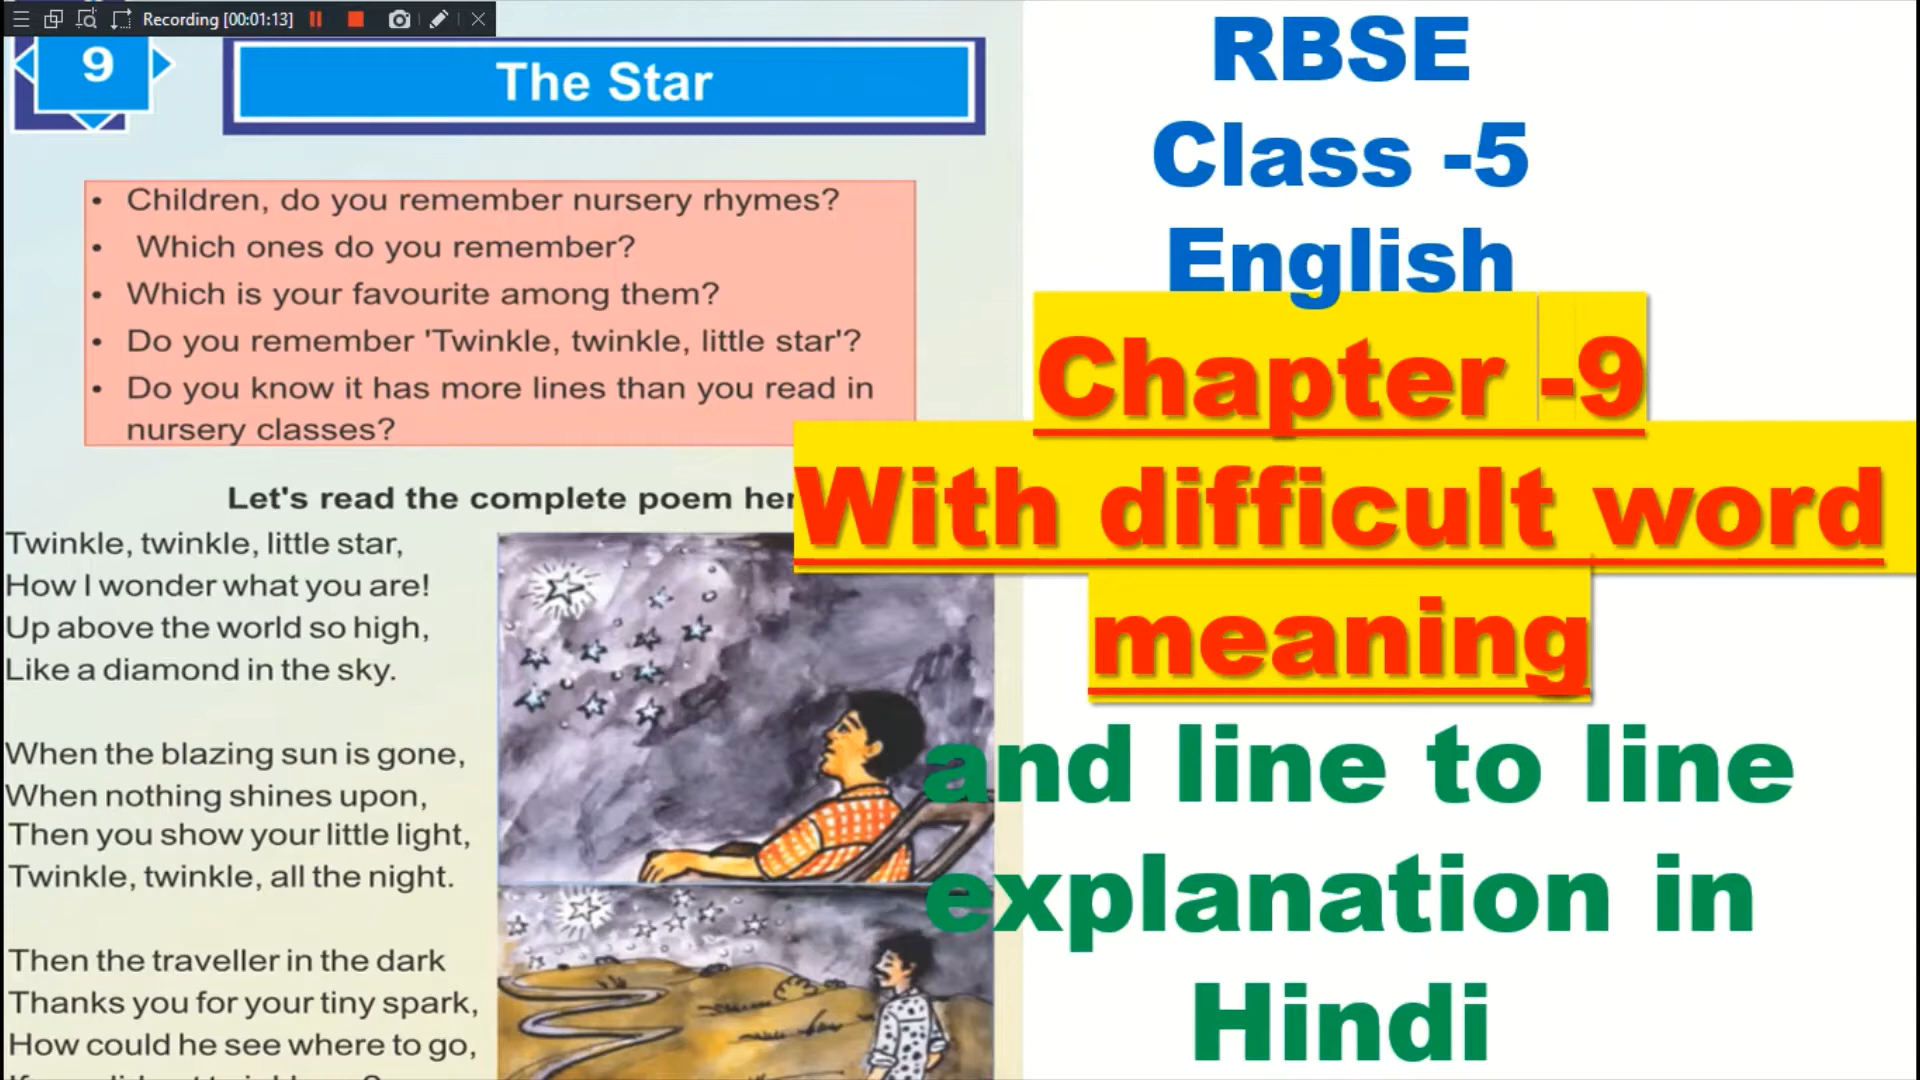 Recording [00:01:13]
9
The Star
• Children, do you remember nursery rhymes?
• Which ones do you remember?
• Which is your favourite among them?
• Do you remember 'Twinkle, twinkle, little star'?
• Do you know it has more lines than you read in
nursery classes?
Let's read the complete poem her
Twinkle, twinkle, little star,
How I wonder what you are!
Up above the world so high,
Like a diamond in the sky.
When the blazing sun is gone,
When nothing shines upon,
Then you show your little light,
Twinkle, twinkle, all the night.
Then the traveller in the dark
Thanks you for your tiny spark,
How could he see where to go,
RBSE
Class -5
English
Chapter -9
With difficult word
meaning
and line to line
explanation in
Hindi